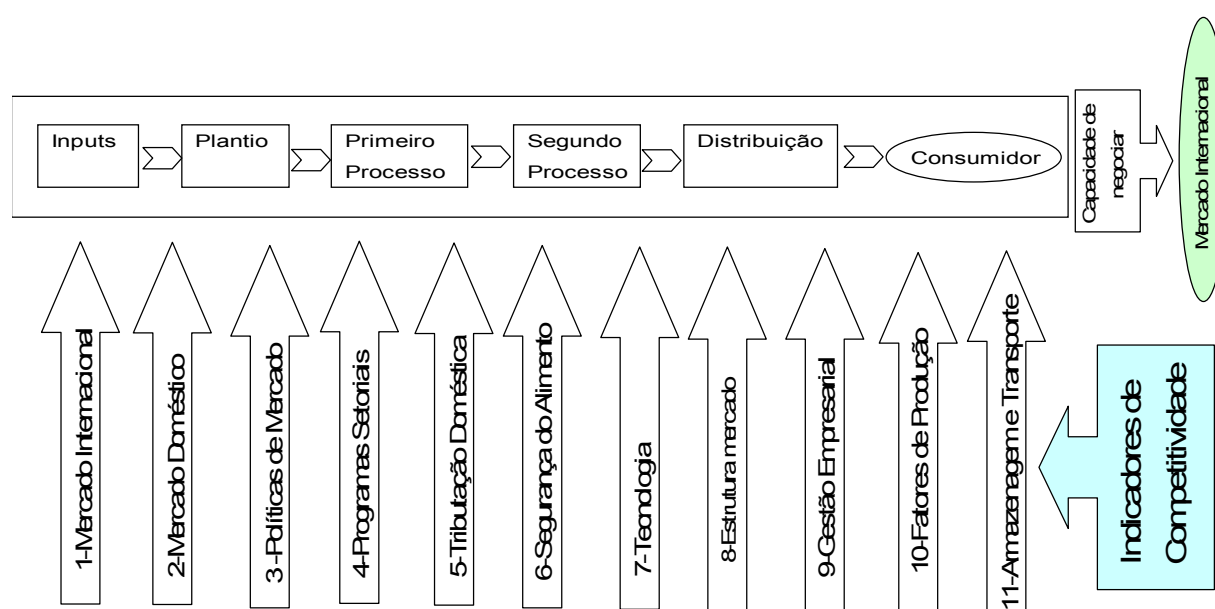 Inputs
Plantio
Primeiro
Processo
Segundo
Processo
Distribuição
Consumidor
Capacidade de
negociar
Mercado Internacional
1-Mercado Internacional
2-Mercado Doméstico
3 -Políticas de Mercado
4-Programas Setoriais
5-Tributação Doméstica
6-Segurança do Alimento
7-Tecnologia
8-Estrutura mercado
9-Gestão Empresarial
10-Fatores de Produção
11-Armazenagem e Transporte
Indicadores de
Competitividade